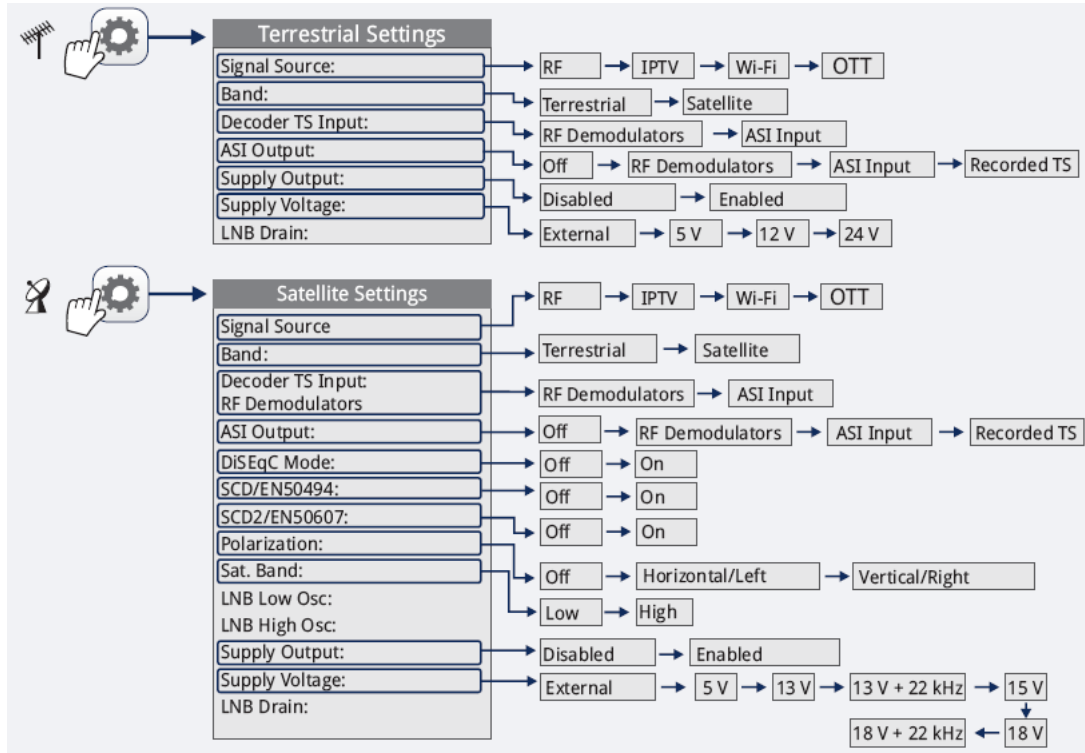 Terrestrial Settings
Signal Source:
RF
IPTV
Wi-Fi
OTT
Band:
Terrestrial
Satellite
Decoder TS Input:
RF Demodulators
ASI Input
ASI Output:
Off
RF Demodulators
ASI Input
Recorded TS
Supply Output:
Disabled
Enabled
Supply Voltage:
External
5 V
12 V
24 V
LNB Drain:
Satellite Settings
Signal Source
RF
IPTV
Wi-Fi
OTT
Band:
Terrestrial
Satellite
Decoder TS Input:
RF Demodulators
RF Demodulators
ASI Input
ASI Output:
Off
RF Demodulators
ASI Input
Recorded TS
DiSEqC Mode:
Off
On
SCD/EN50494:
Off
On
SCD2/EN50607:
Off
On
Polarization:
Off
Horizontal/Left
Vertical/Right
Sat. Band:
Low
High
LNB Low Osc:
LNB High Osc:
Supply Output:
Disabled
Enabled
Supply Voltage:
External
5 V
13 V
13 V + 22 kHz
15 V
18 V
18 V + 22 kHz
LNB Drain: